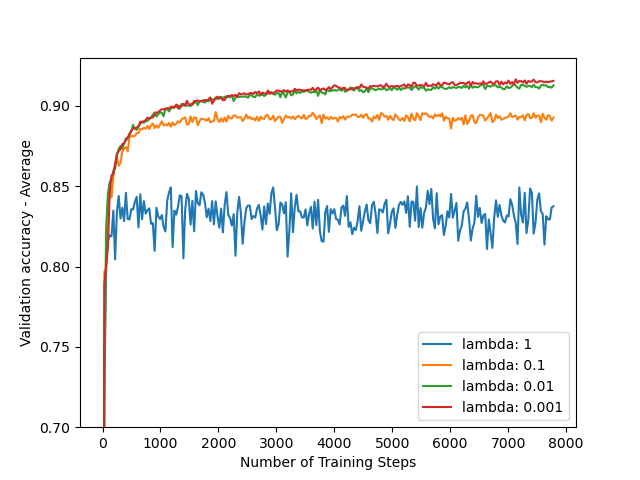 Validation accuracy - Average
0.90
0.85
0.80
0.75
0.70
0 1000 2000 3000 4000 5000 6000 7000 8000
Number of Training Steps
lambda: 1
lambda: 0.1
lambda: 0.01
lambda: 0.001